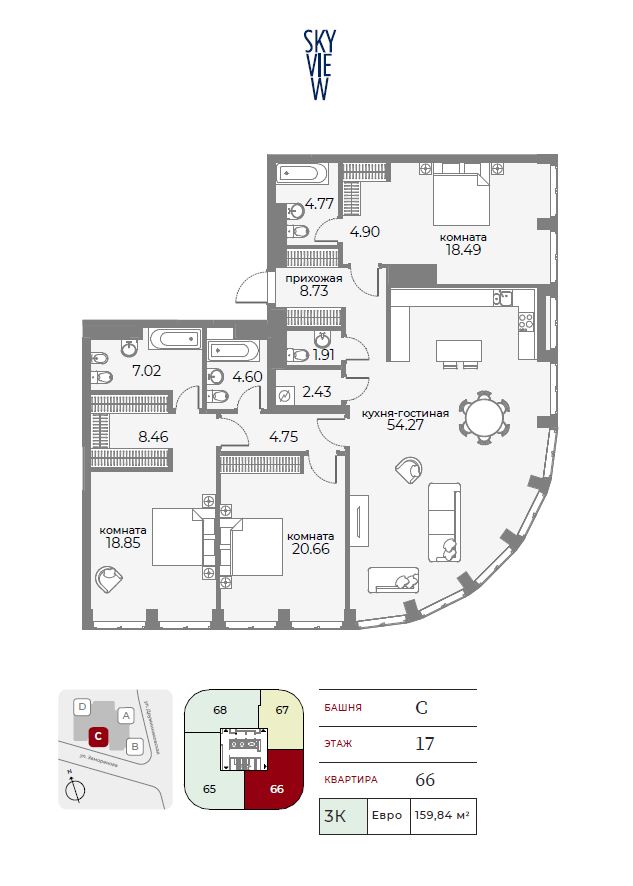 SKY
VIE
W
4.77
4.90
комната
18.49
прихожая
8.73
1.91
7.02
4.60
2.43
кухня-гостиная
54.27
8.46
4.75
комната
18.85
комната
20.66
D
A
C
B
ул. Дружинниковская
ул. Заморенова
N
68
67
65
66
БАШНЯ C
ЭТАЖ 17
КВАРТИРА 66
3К Евро 159,84 м²